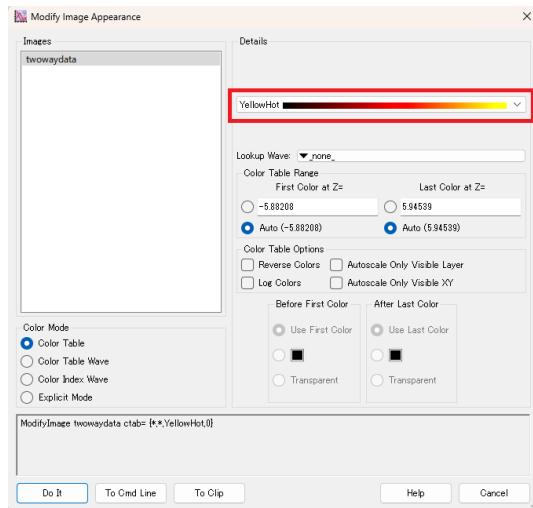 Modify Image Appearance
Images
twowaydata
Details
YellowHot
Lookup Wave: _none_
Color Table Range
First Color at Z=
Last Color at Z=
-5.88208
5.94539
Auto (-5.88208)
Auto (5.94539)
Color Table Options
Reverse Colors
Autoscale Only Visible Layer
Log Colors
Autoscale Only Visible XY
Before First Color
After Last Color
Use First Color
Use Last Color
Transparent
Transparent
Color Mode
Color Table
Color Table Wave
Color Index Wave
Explicit Mode
ModifyImage twowaydata ctab= {*,*,YellowHot,0}
Do It
To Cmd Line
To Clip
Help
Cancel